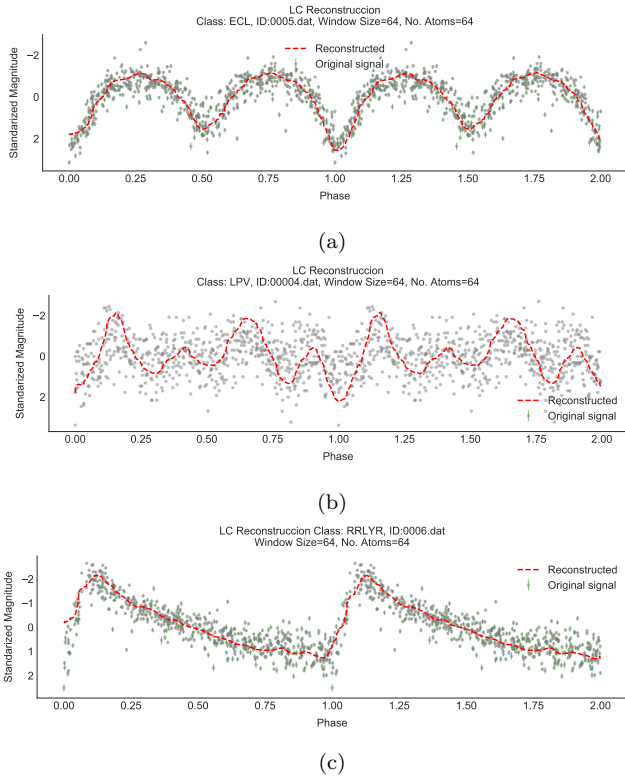 LC Reconstruccion
Class: ECL, ID:0005.dat, Window Size=64, No. Atoms=64
Standarized Magnitude
−2
0
2
Reconstructed
Original signal
0.00 0.25 0.50 0.75 1.00 1.25 1.50 1.75 2.00
Phase
(a)
LC Reconstruccion
Class: LPV, ID:00004.dat, Window Size=64, No. Atoms=64
Standarized Magnitude
−2
0
2
Reconstructed
Original signal
0.00 0.25 0.50 0.75 1.00 1.25 1.50 1.75 2.00
Phase
(b)
LC Reconstruccion Class: RRLYR, ID:0006.dat
Window Size=64, No. Atoms=64
Standarized Magnitude
−2
−1
0
1
2
Reconstructed
Original signal
0.00 0.25 0.50 0.75 1.00 1.25 1.50 1.75 2.00
Phase
(c)